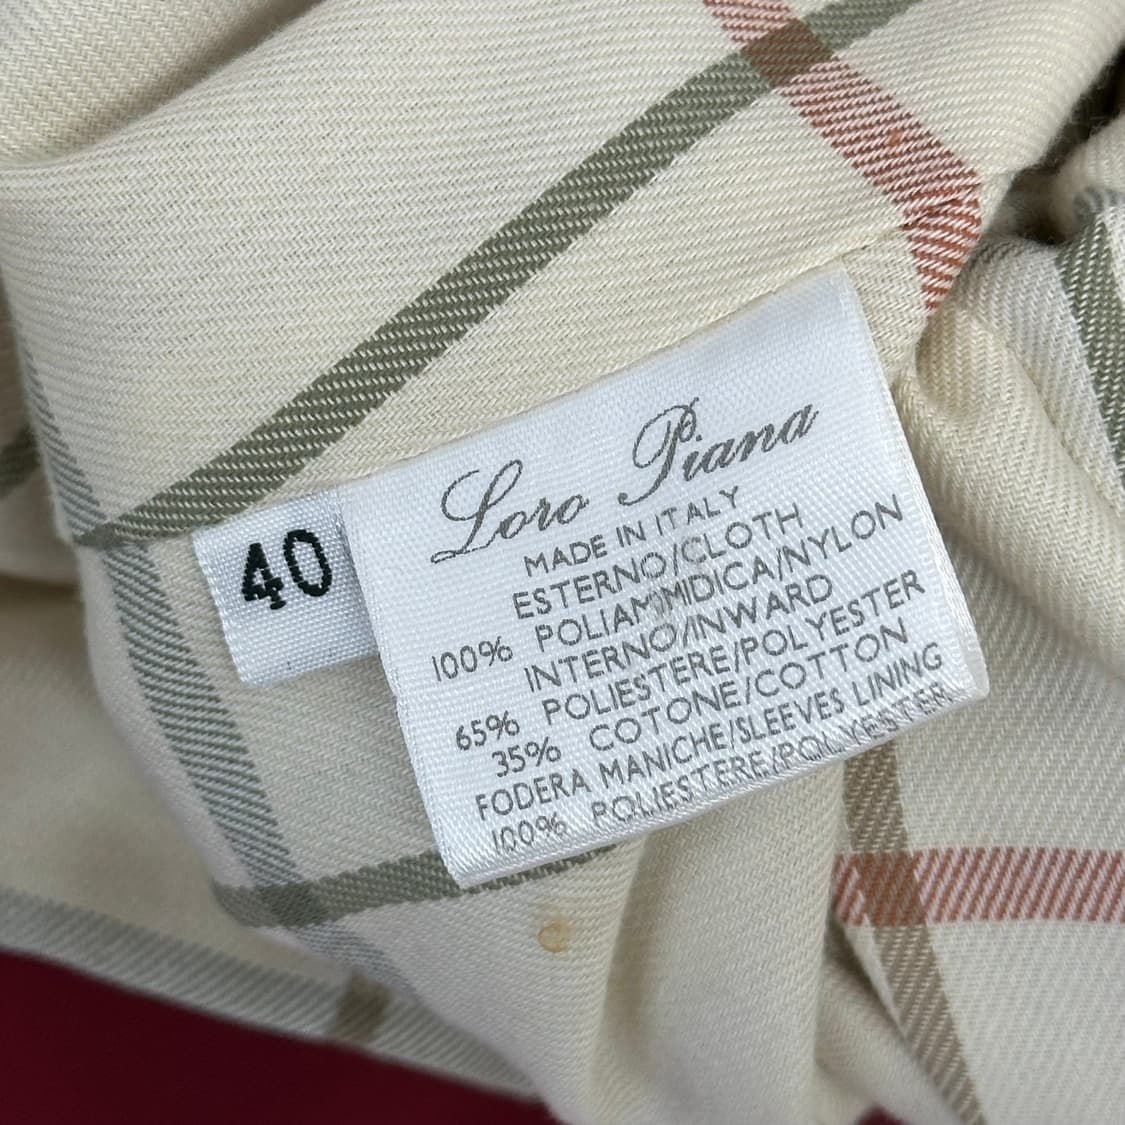 Loro Piana
MADE IN ITALY
ESTERNO/CLOTH
100% POLIAMMIDICA/NYLON
INTERNO/INWARD
65% POLIESTERE/POLYESTER
35% COTONE/COTTON
FODERA MANICHE/SLEEVES LINING
100% POLIESTERE/POLYESTER
40